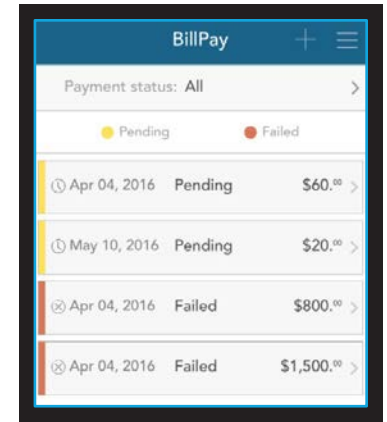 BillPay
Payment status: All
Pending Failed
Apr 04, 2016 Pending $60.00
May 10, 2016 Pending $20.00
Apr 04, 2016 Failed $800.00
Apr 04, 2016 Failed $1,500.00